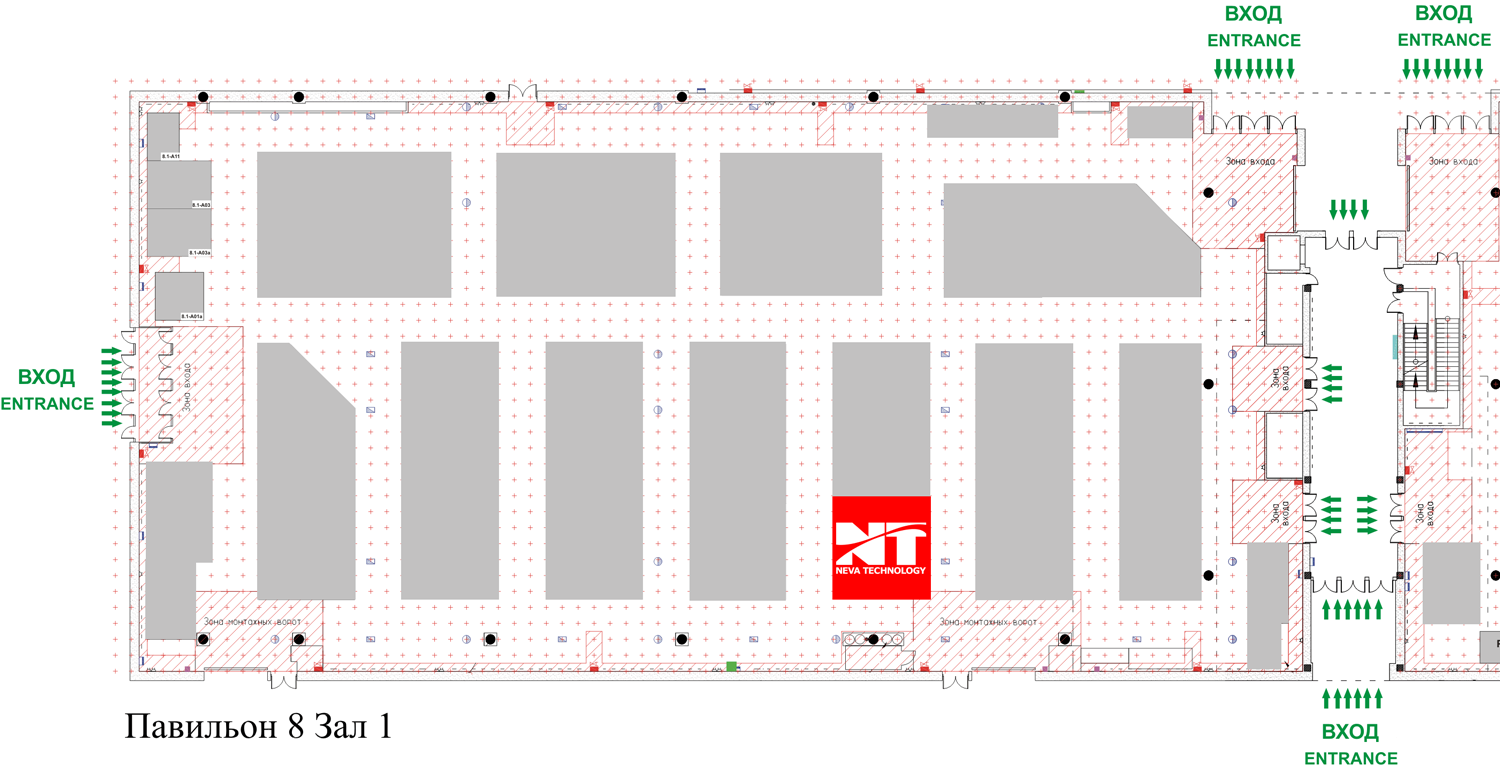 ВХОД
ENTRANCE
ВХОД
ENTRANCE
8.1-A11
Зона входа
Зона входа
8.1-A03
8.1-A03a
8.1-A01a
ВХОД
ENTRANCE
Зона входа
Зона
входа
Зона
входа
Зона
входа
NT
NEVA TECHNOLOGY
Зона монтажных ворот
Зона монтажных ворот
Павильон 8 Зал 1
ВХОД
ENTRANCE